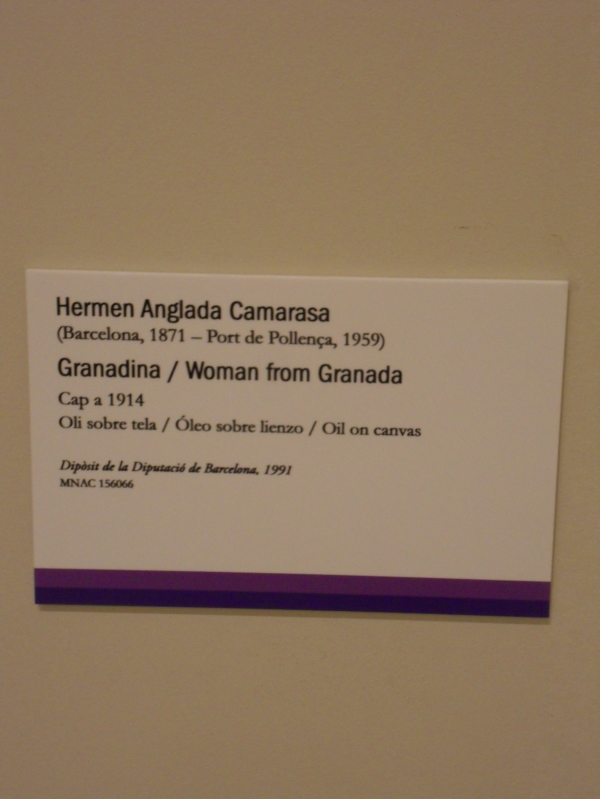 Hermen Anglada Camarasa
(Barcelona, 1871 – Port de Pollença, 1959)
Granadina / Woman from Granada
Cap a 1914
Oli sobre tela / Óleo sobre lienzo / Oil on canvas
Dipòsit de la Diputació de Barcelona, 1991
MNAC 156066